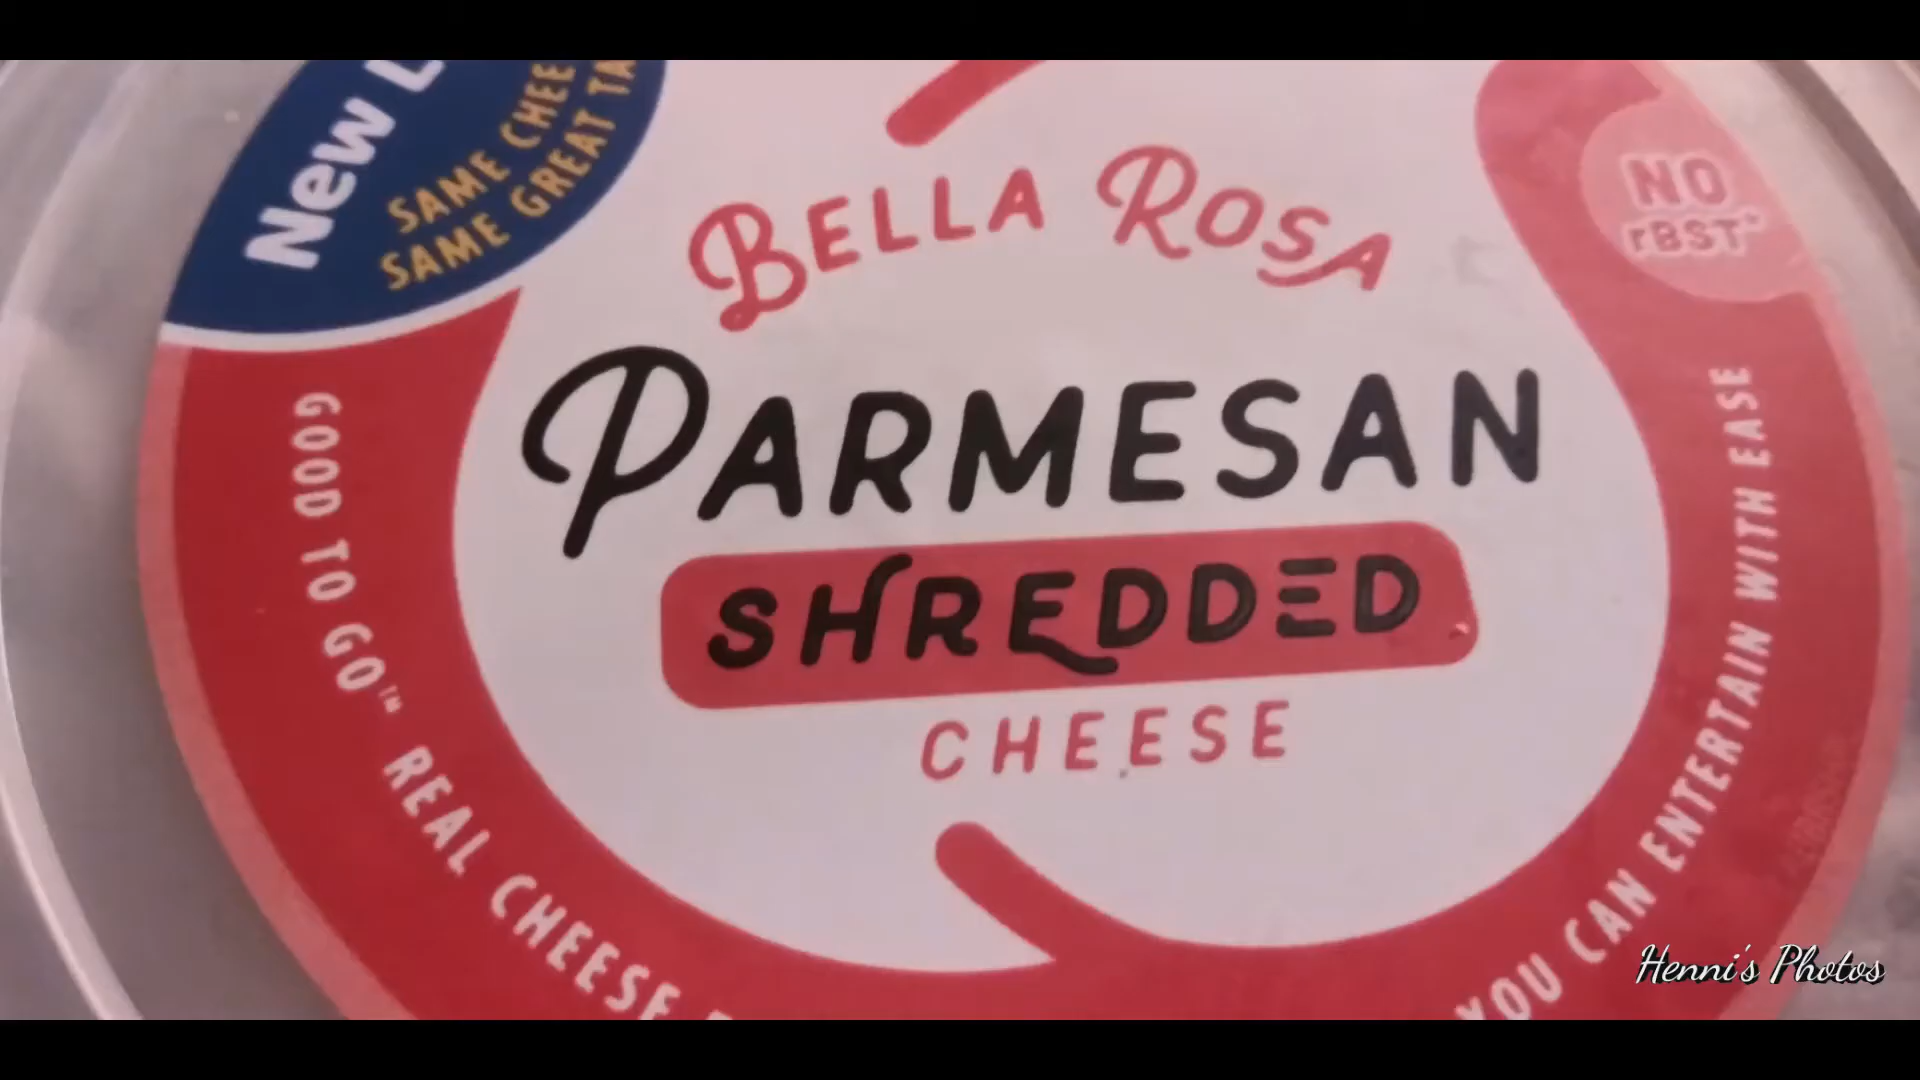 New
SAME
SAME GREAT
BELLA ROSA
NO
rBST*
PARMESAN
SHREDDED
CHEESE
GOOD TO GO™ REAL CHEESE
YOU CAN ENTERTAIN WITH EASE
Henni's Photos